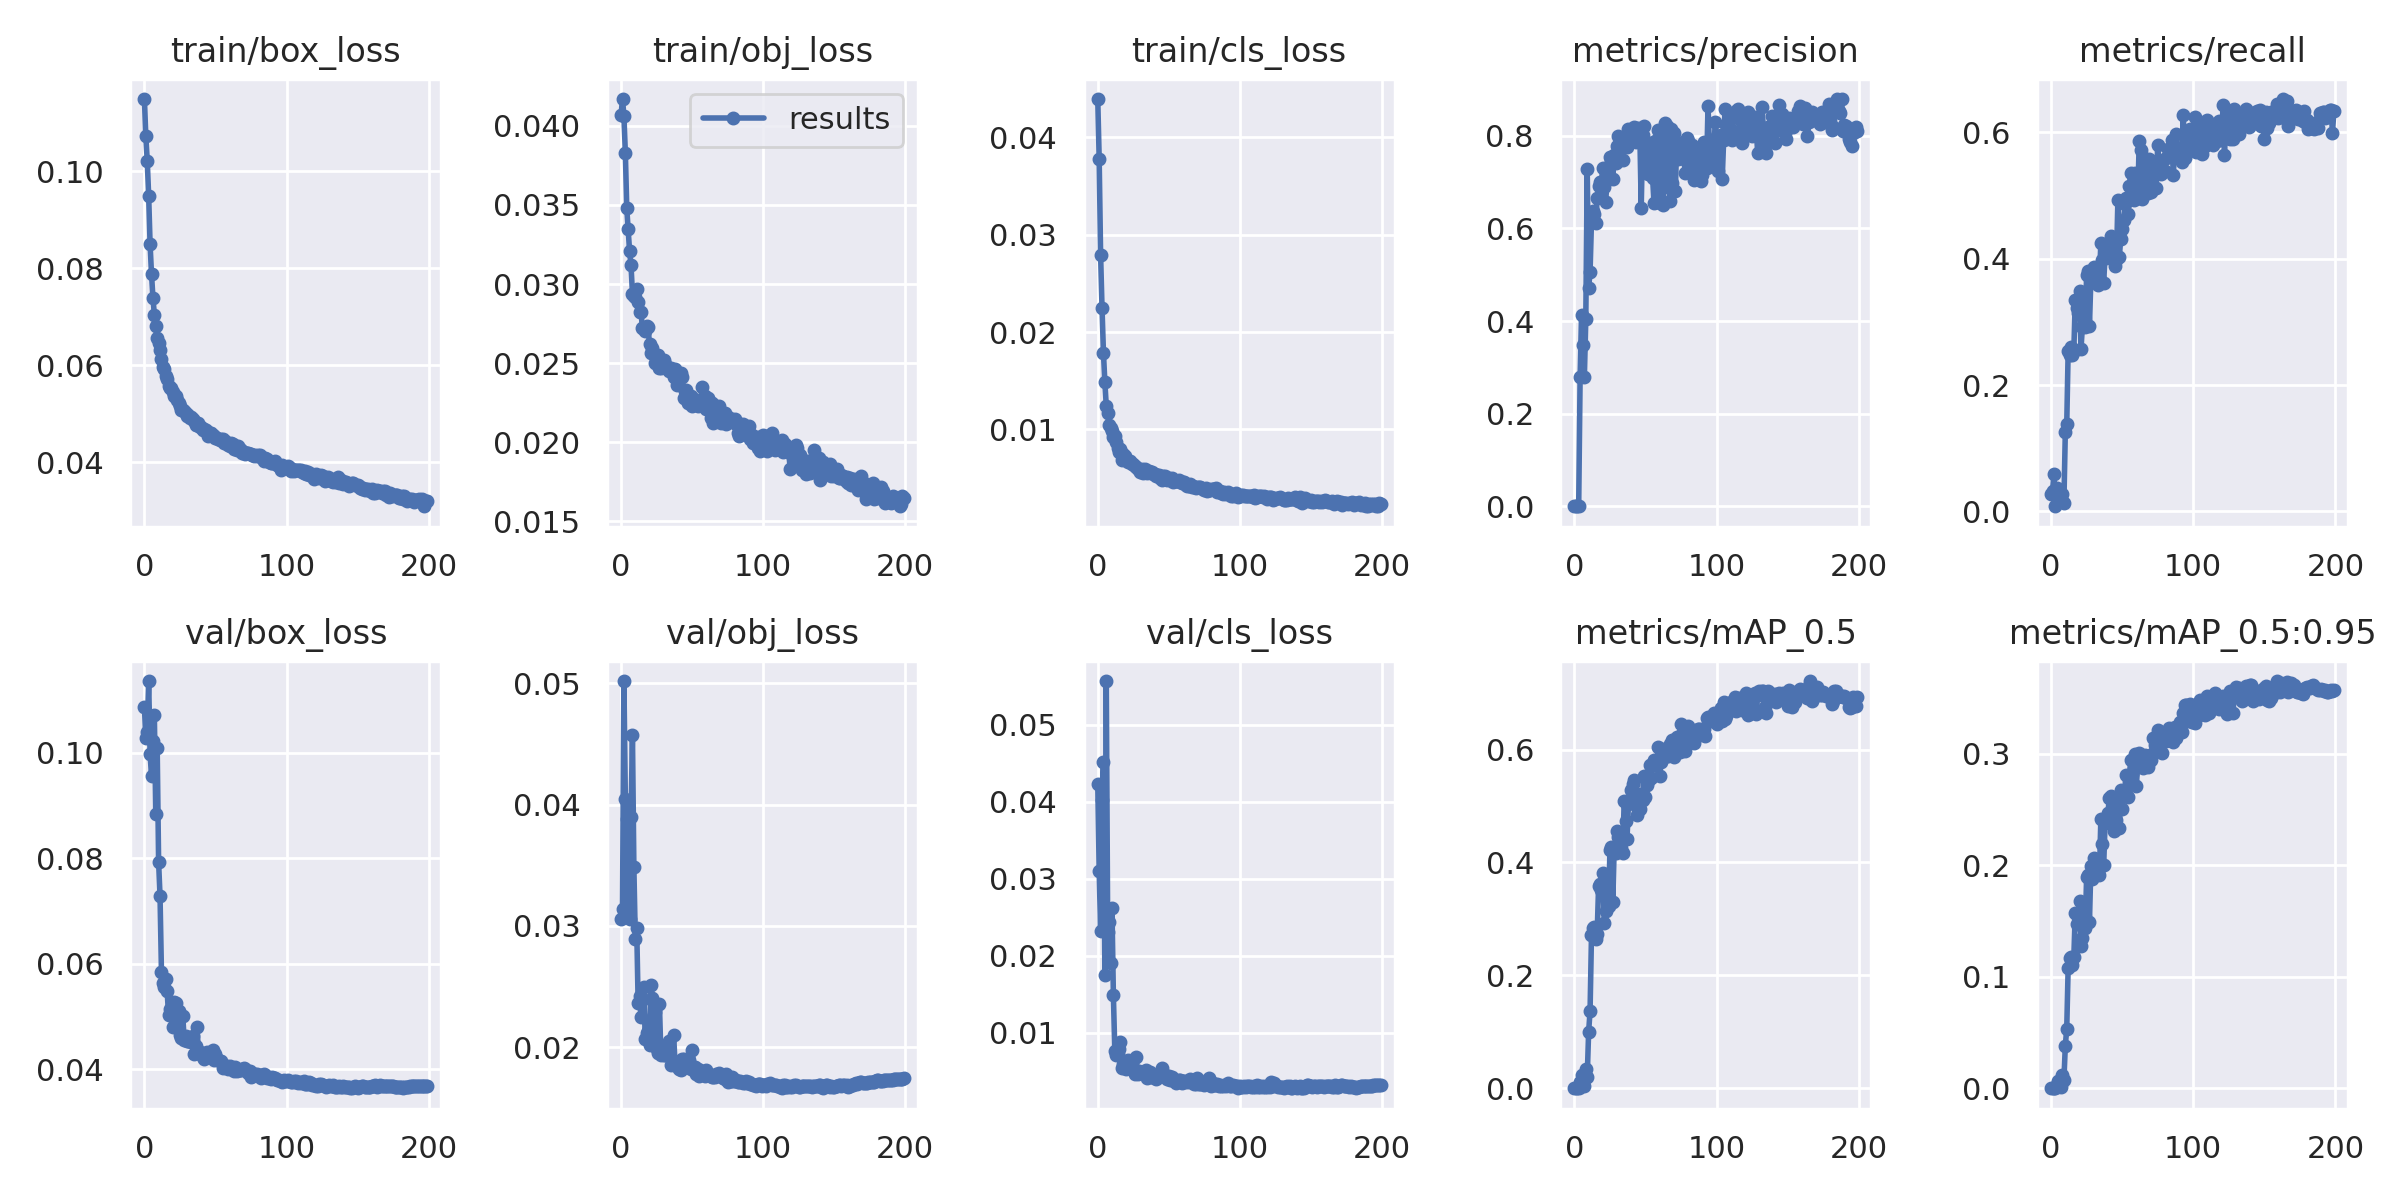 train/box_loss
0.10
0.08
0.06
0.04
0 100 200
train/obj_loss
results
0.040
0.035
0.030
0.025
0.020
0.015
0 100 200
train/cls_loss
0.04
0.03
0.02
0.01
0 100 200
metrics/precision
0.8
0.6
0.4
0.2
0.0
0 100 200
metrics/recall
0.6
0.4
0.2
0.0
0 100 200
val/box_loss
0.10
0.08
0.06
0.04
0 100 200
val/obj_loss
0.05
0.04
0.03
0.02
0 100 200
val/cls_loss
0.05
0.04
0.03
0.02
0.01
0 100 200
metrics/mAP_0.5
0.6
0.4
0.2
0.0
0 100 200
metrics/mAP_0.5:0.95
0.3
0.2
0.1
0.0
0 100 200